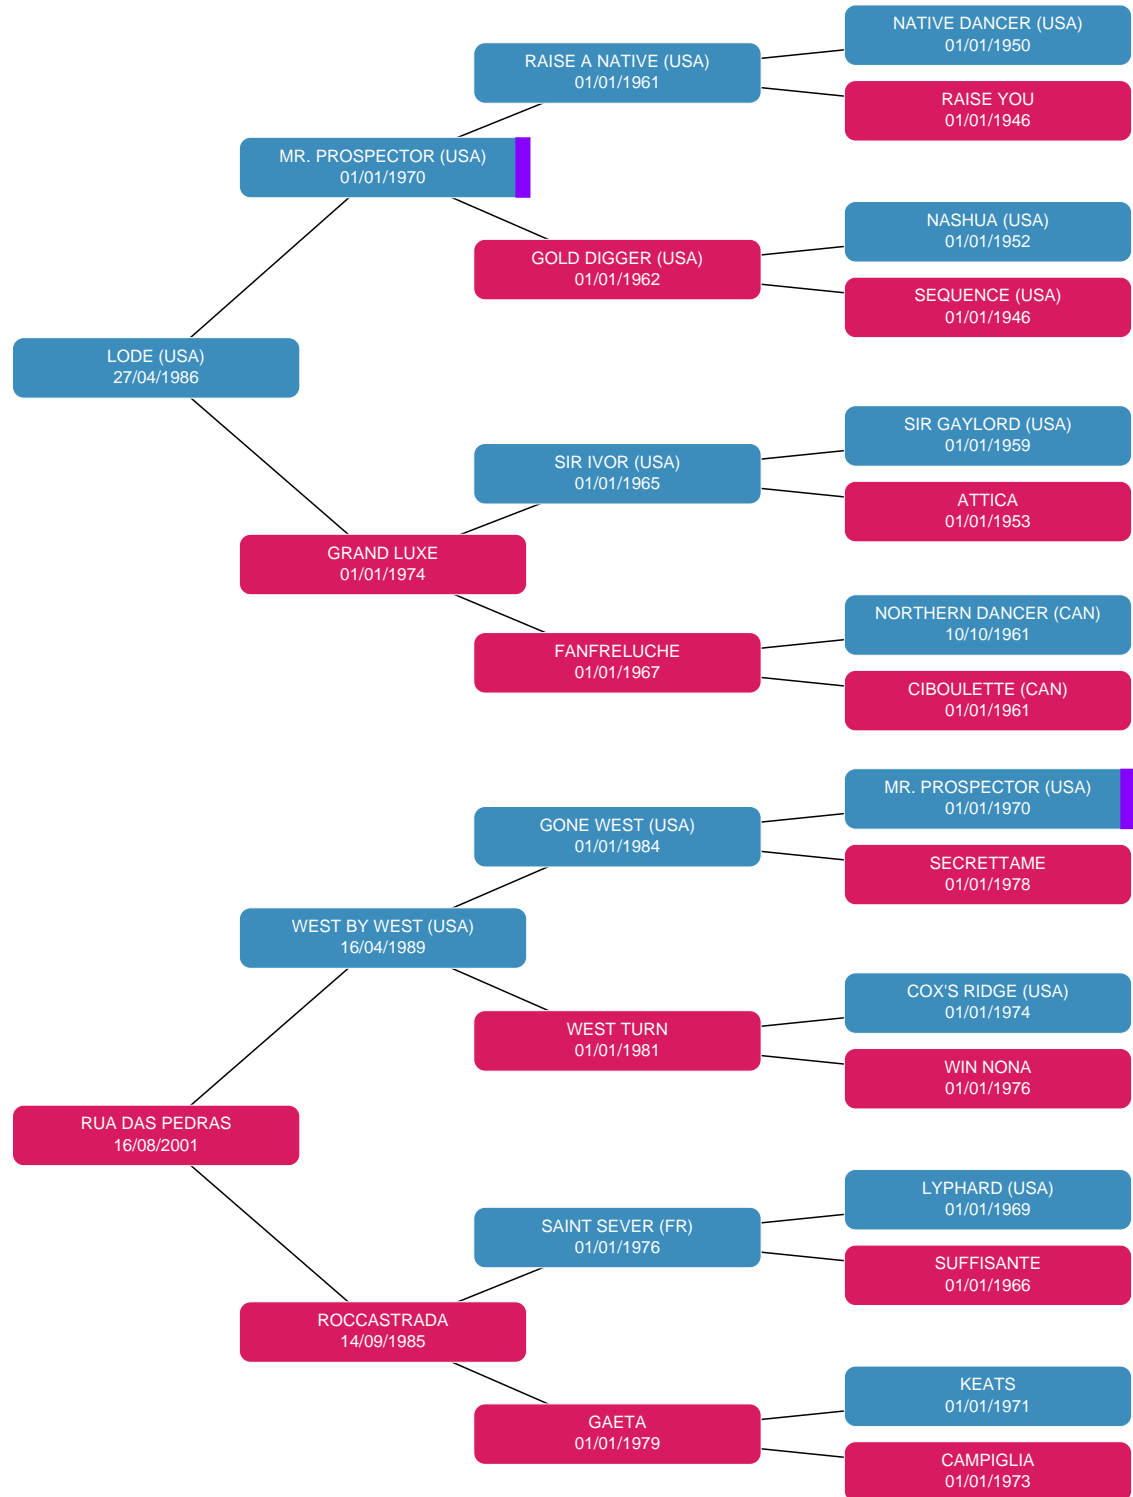 NATIVE DANCER (USA)
01/01/1950
RAISE A NATIVE (USA)
01/01/1961
RAISE YOU
01/01/1946
MR. PROSPECTOR (USA)
01/01/1970
NASHUA (USA)
01/01/1952
GOLD DIGGER (USA)
01/01/1962
SEQUENCE (USA)
01/01/1946
LODE (USA)
27/04/1986
SIR GAYLORD (USA)
01/01/1959
SIR IVOR (USA)
01/01/1965
ATTICA
01/01/1953
GRAND LUXE
01/01/1974
NORTHERN DANCER (CAN)
10/10/1961
FANFRELUCHE
01/01/1967
CIBOULETTE (CAN)
01/01/1961
MR. PROSPECTOR (USA)
01/01/1970
GONE WEST (USA)
01/01/1984
SECRETTAME
01/01/1978
WEST BY WEST (USA)
16/04/1989
COX'S RIDGE (USA)
01/01/1974
WEST TURN
01/01/1981
WIN NONA
01/01/1976
RUA DAS PEDRAS
16/08/2001
LYPHARD (USA)
01/01/1969
SAINT SEVER (FR)
01/01/1976
SUFFISANTE
01/01/1966
ROCCASTRADA
14/09/1985
KEATS
01/01/1971
GAETA
01/01/1979
CAMPIGLIA
01/01/1973